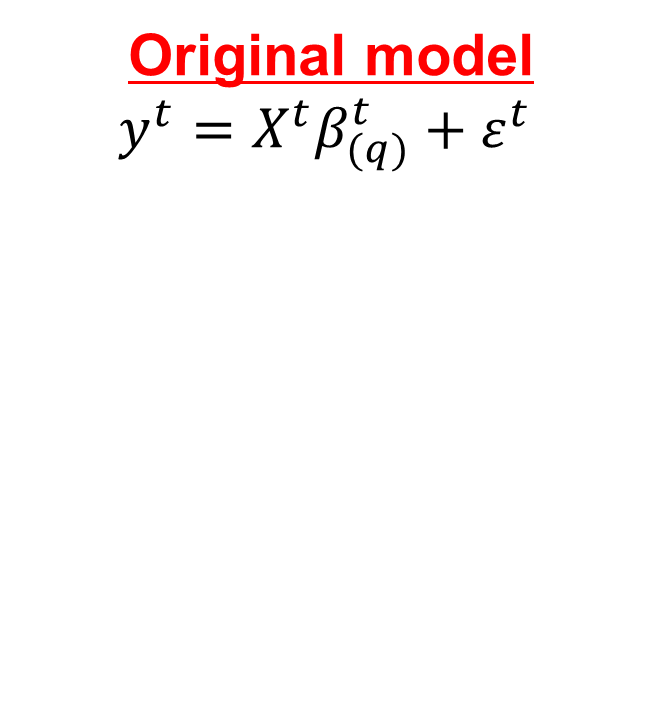 Original model
y^t = X^t β^t_(q) + ε^t